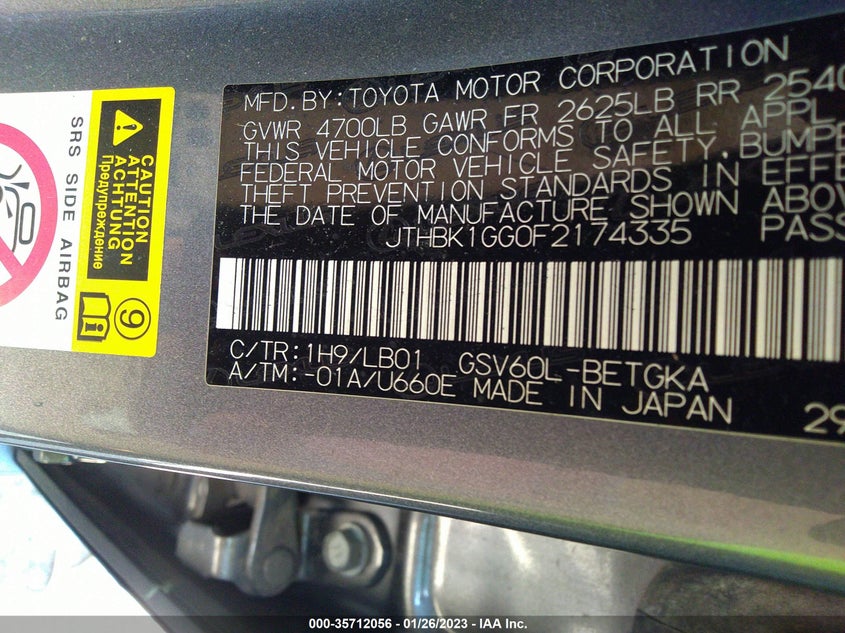 SRS SIDE AIRBAG
CAUTION
ATTENTION
ACHTUNG
Предупреждение
9
MFD. BY: TOYOTA MOTOR CORPORATION
GVWR 4700LB GAWR FR 2625LB RR 2540
THIS VEHICLE CONFORMS TO ALL APPL
FEDERAL MOTOR VEHICLE SAFETY, BUMPE
THEFT PREVENTION STANDARDS IN EFFE
THE DATE OF MANUFACTURE SHOWN ABOV
JTHBK1GG0F2174335 PASS
C/TR: 1H9/LB01 GSV60L-BETGKA
A/TM: -01A/U660E MADE IN JAPAN 29
000-35712056 — 01/26/2023 — IAA Inc.